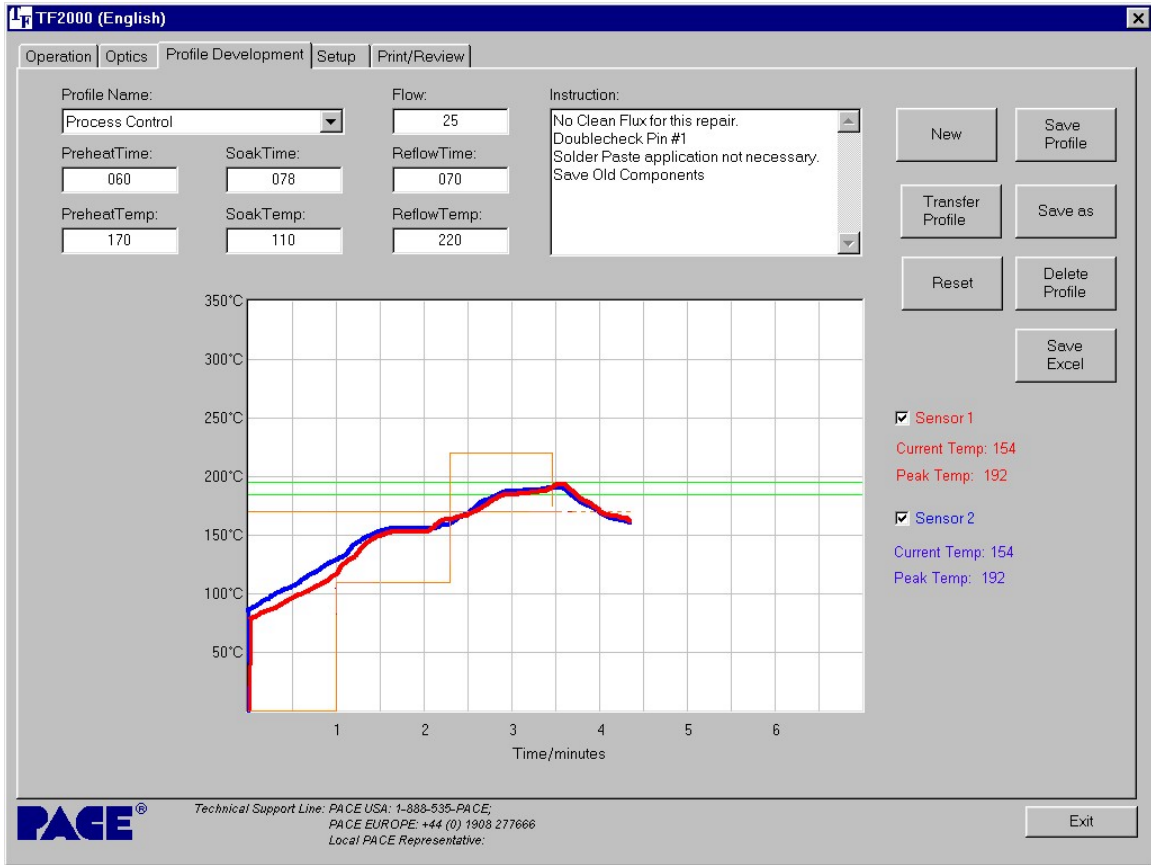 TF TF2000 (English)
Operation Optics Profile Development Setup Print/Review
Profile Name:
Process Control
Flow:
25
PreheatTime: SoakTime: ReflowTime:
060 078 070
PreheatTemp: SoakTemp: ReflowTemp:
170 110 220
Instruction:
No Clean Flux for this repair.
Doublecheck Pin #1
Solder Paste application not necessary.
Save Old Components
New
Save
Profile
Transfer
Profile
Save as
Reset
Delete
Profile
Save
Excel
350°C
300°C
250°C
200°C
150°C
100°C
50°C
1 2 3 4 5 6
Time/minutes
Sensor 1
Current Temp: 154
Peak Temp: 192
Sensor 2
Current Temp: 154
Peak Temp: 192
PACE®
Technical Support Line: PACE USA: 1-888-535-PACE;
PACE EUROPE: +44 (0) 1908 277666
Local PACE Representative:
Exit